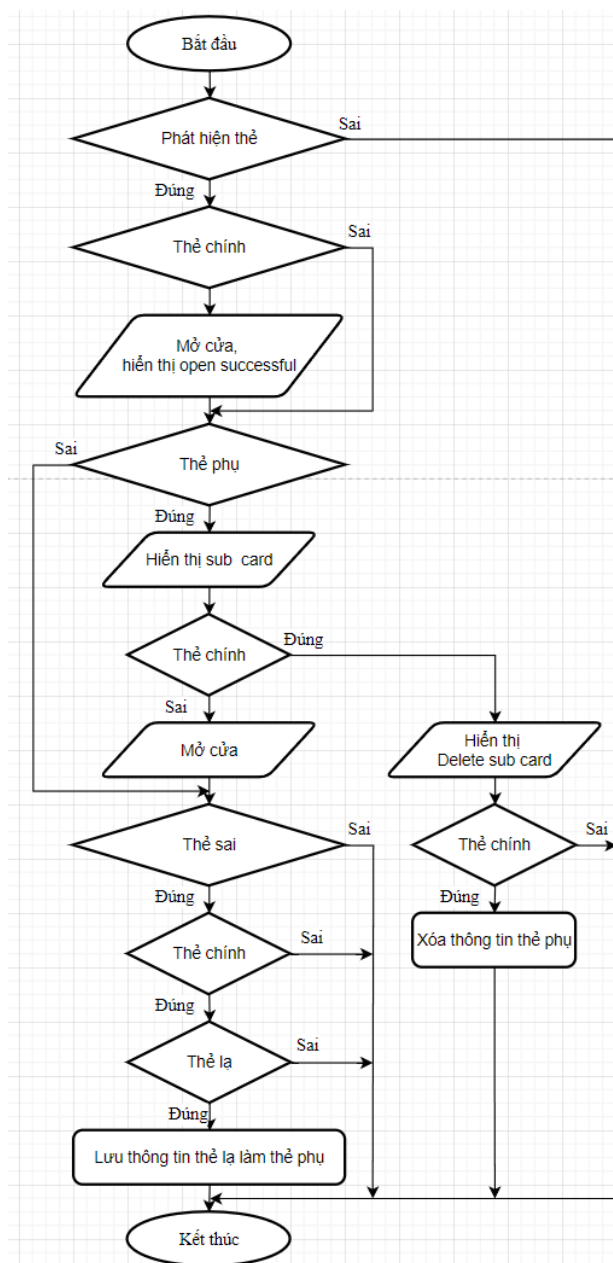 Bắt đầu
Phát hiện thẻ
Sai
Đúng
Thẻ chính
Sai
Mở cửa,
hiển thị open successful
Sai
Thẻ phụ
Đúng
Hiển thị sub card
Thẻ chính
Đúng
Sai
Mở cửa
Hiển thị
Delete sub card
Thẻ sai
Sai
Thẻ chính
Sai
Đúng
Đúng
Thẻ chính
Sai
Xóa thông tin thẻ phụ
Đúng
Thẻ lạ
Sai
Đúng
Lưu thông tin thẻ lạ làm thẻ phụ
Kết thúc